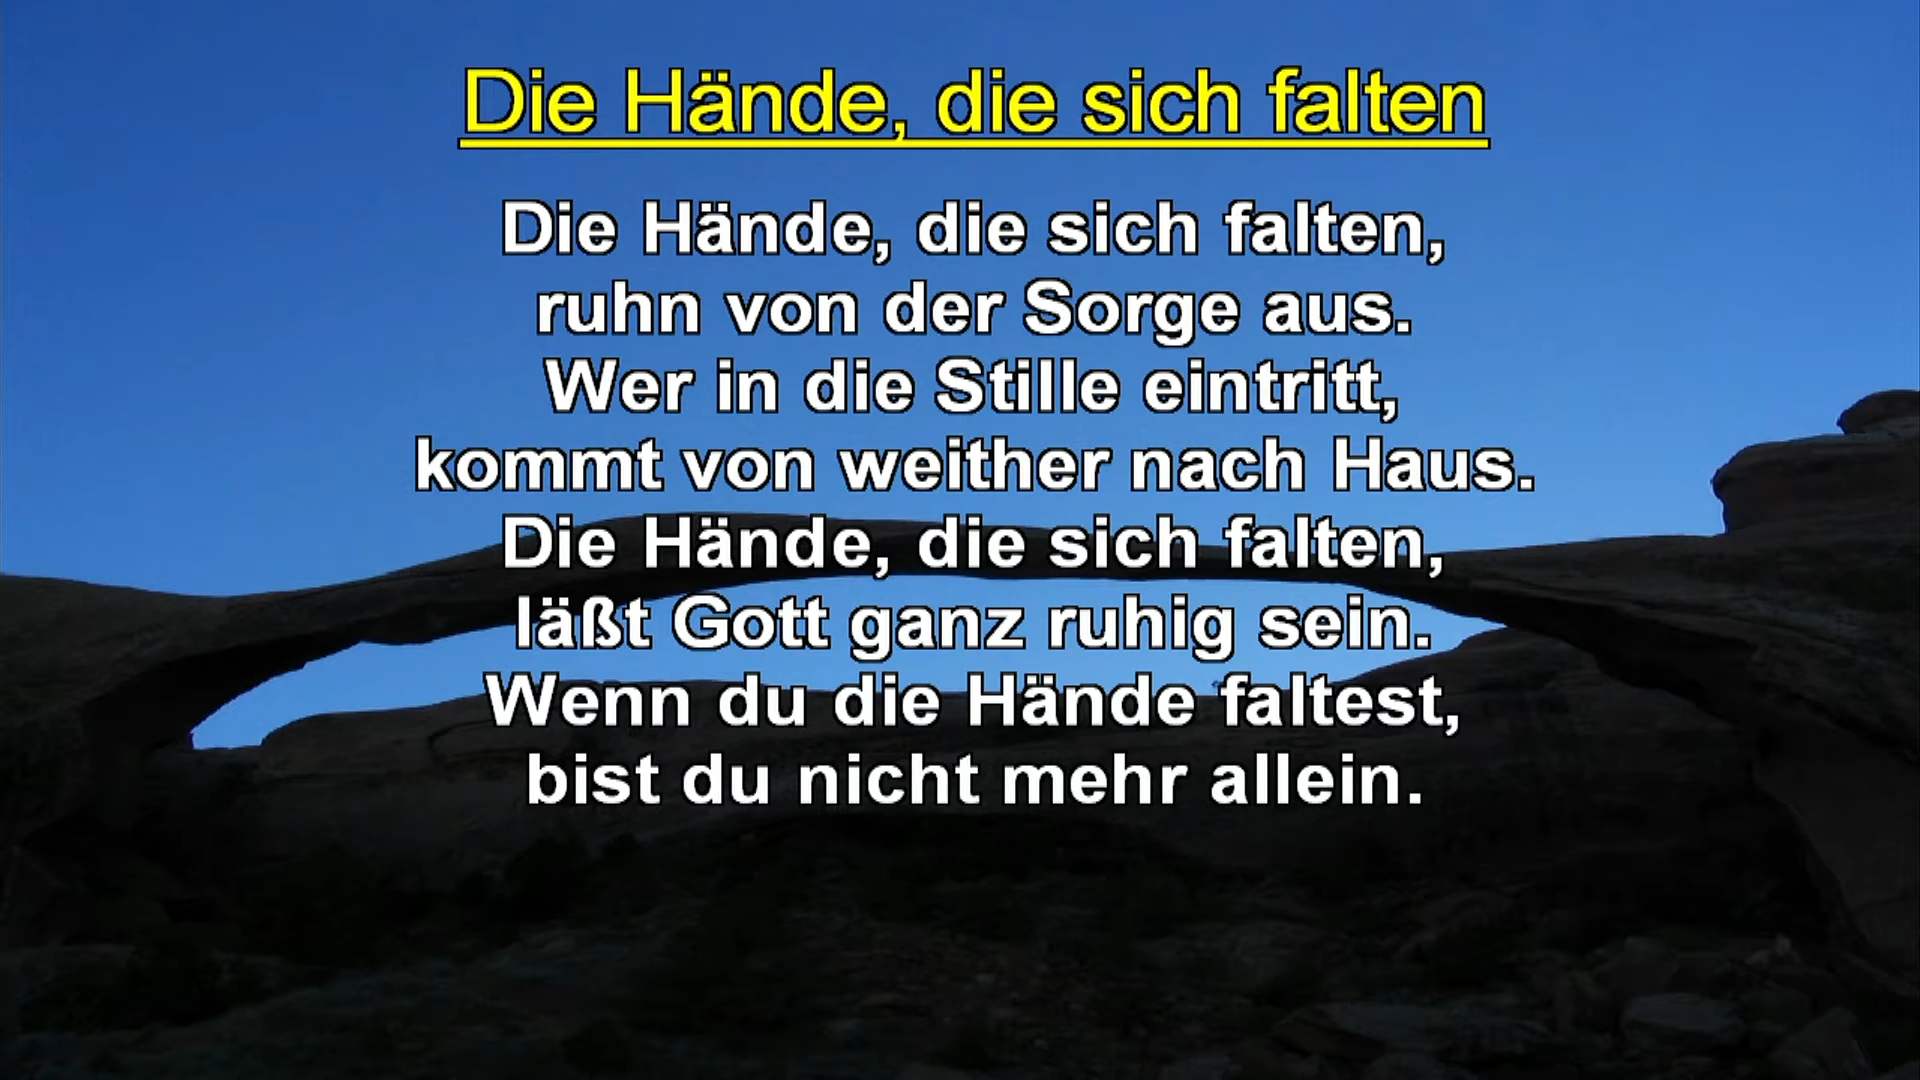 Die Hände, die sich falten
Die Hände, die sich falten,
ruhn von der Sorge aus.
Wer in die Stille eintritt,
kommt von weither nach Haus.
Die Hände, die sich falten,
läßt Gott ganz ruhig sein.
Wenn du die Hände faltest,
bist du nicht mehr allein.